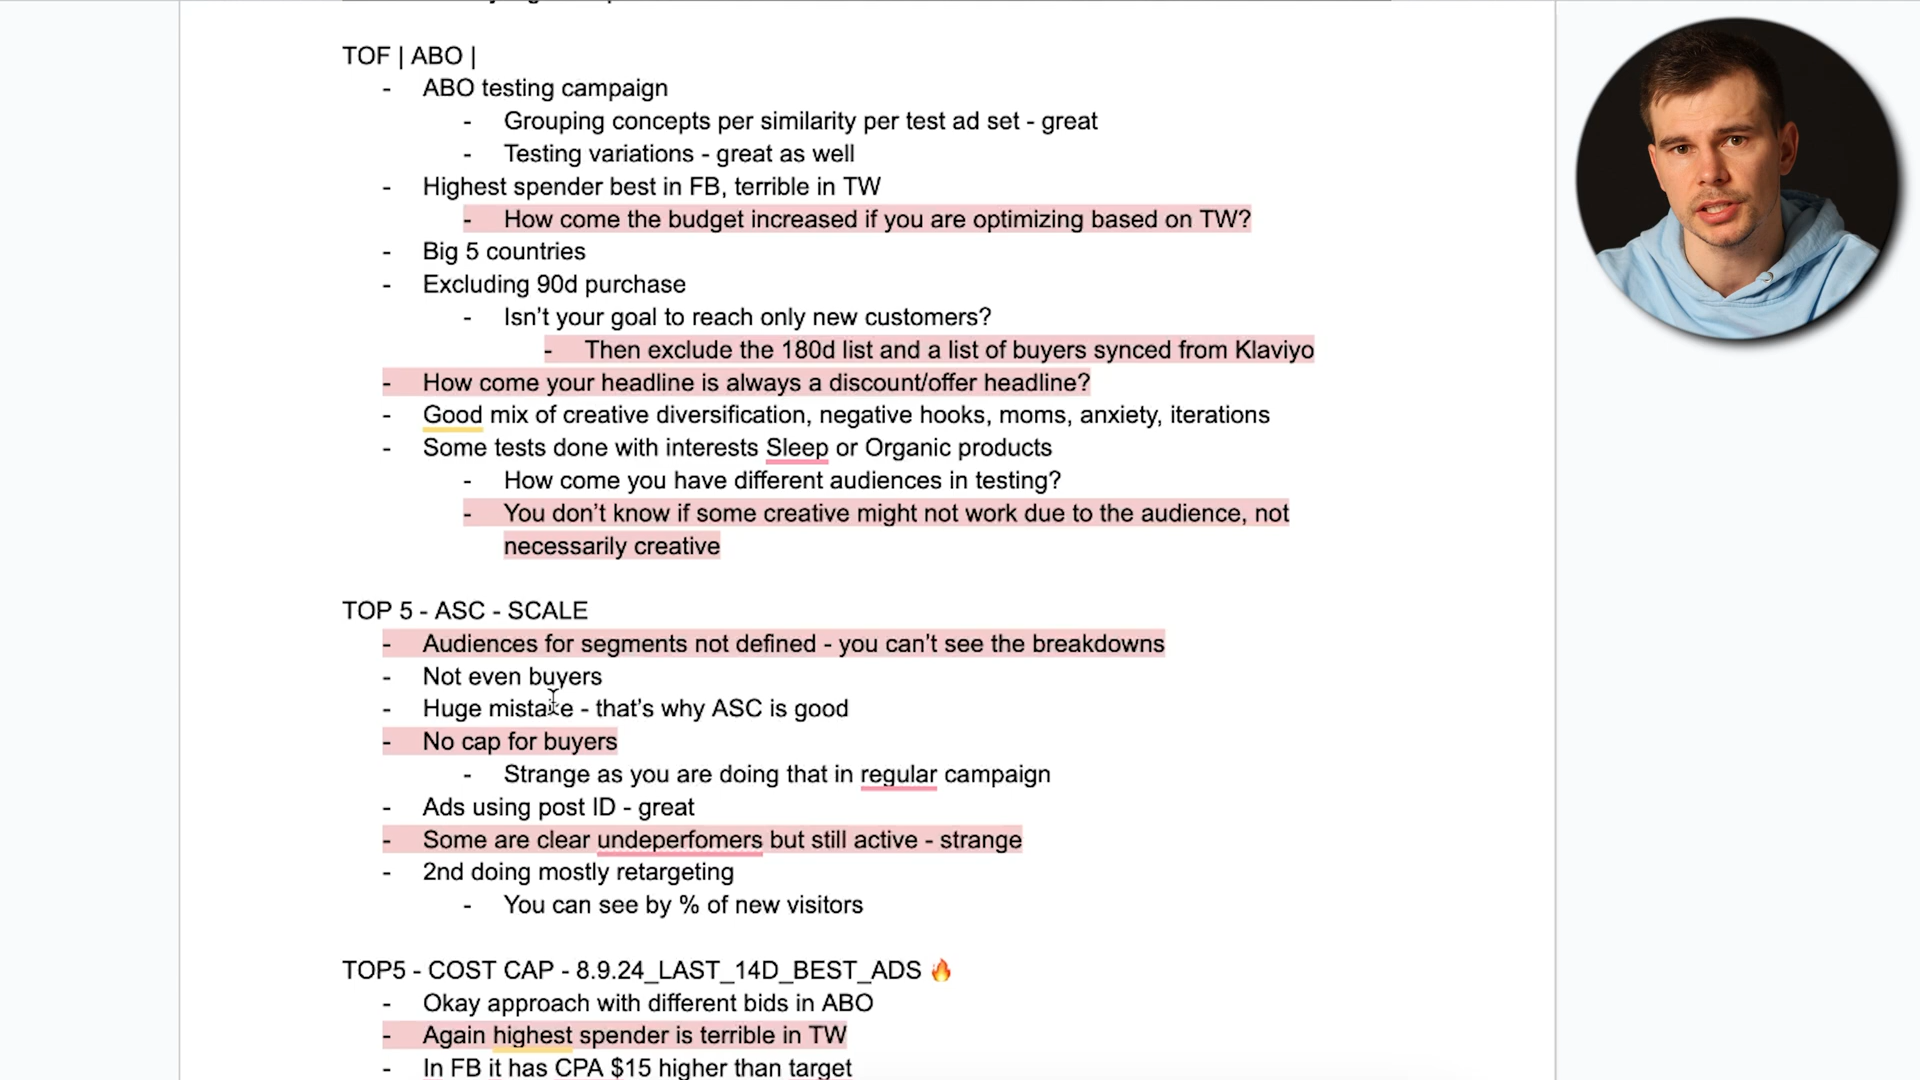 TOF | ABO |
- ABO testing campaign
- Grouping concepts per similarity per test ad set - great
- Testing variations - great as well
- Highest spender best in FB, terrible in TW
- How come the budget increased if you are optimizing based on TW?
- Big 5 countries
- Excluding 90d purchase
- Isn't your goal to reach only new customers?
- Then exclude the 180d list and a list of buyers synced from Klaviyo
- How come your headline is always a discount/offer headline?
- Good mix of creative diversification, negative hooks, moms, anxiety, iterations
- Some tests done with interests Sleep or Organic products
- How come you have different audiences in testing?
- You don't know if some creative might not work due to the audience, not
necessarily creative
TOP 5 - ASC - SCALE
- Audiences for segments not defined - you can't see the breakdowns
- Not even buyers
- Huge mistake - that's why ASC is good
- No cap for buyers
- Strange as you are doing that in regular campaign
- Ads using post ID - great
- Some are clear undeperfomers but still active - strange
- 2nd doing mostly retargeting
- You can see by % of new visitors
TOP5 - COST CAP - 8.9.24_LAST_14D_BEST_ADS 🔥
- Okay approach with different bids in ABO
- Again highest spender is terrible in TW
- In FB it has CPA $15 higher than target